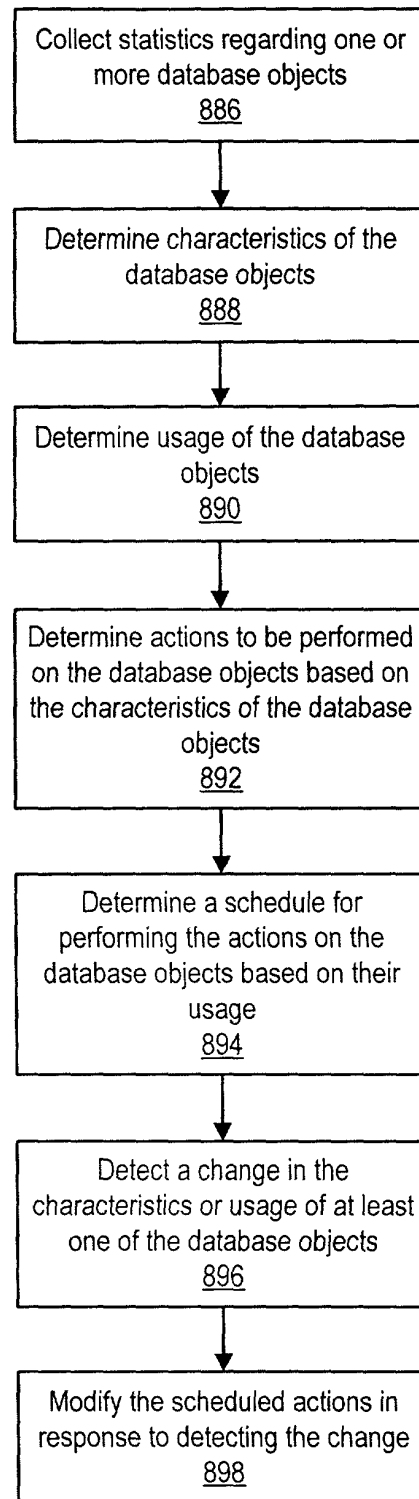 Collect statistics regarding one or
more database objects
886
Determine characteristics of the
database objects
888
Determine usage of the database
objects
890
Determine actions to be performed
on the database objects based on
the characteristics of the database
objects
892
Determine a schedule for
performing the actions on the
database objects based on their
usage
894
Detect a change in the
characteristics or usage of at least
one of the database objects
896
Modify the scheduled actions in
response to detecting the change
898